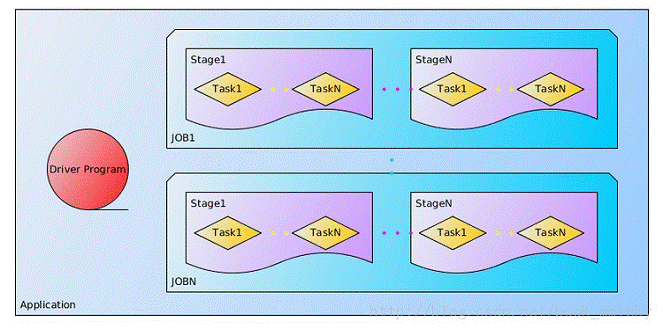 Stage1
StageN
Task1
TaskN
Task1
TaskN
JOB1
Driver Program
Stage1
StageN
Task1
TaskN
Task1
TaskN
JOBN
Application